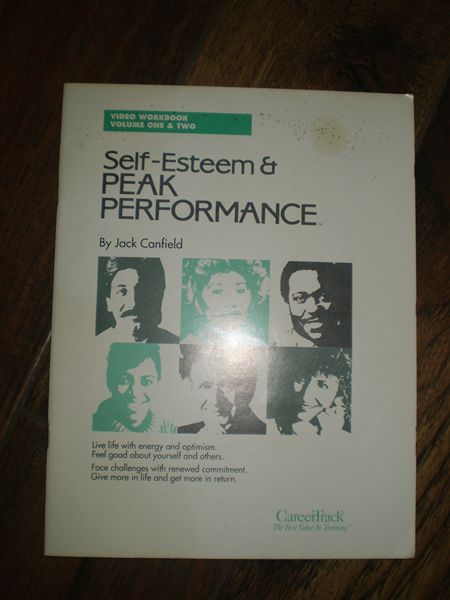 VIDEO WORKBOOK
VOLUME ONE & TWO
Self-Esteem &
PEAK
PERFORMANCE™
By Jack Canfield
Live life with energy and optimism.
Feel good about yourself and others.
Face challenges with renewed commitment.
Give more in life and get more in return.
CareerTrack®
The Best Value In Training™